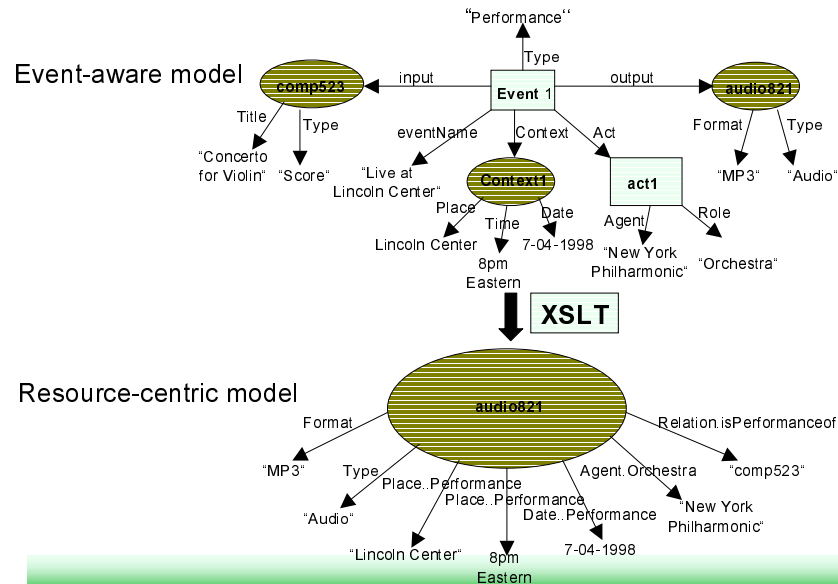 “Performance“
Type
Event-aware model
comp523
input
Event 1
output
audio821
Title
Type
eventName
Context
Act
Format
Type
“Concerto
for Violin“
“Score“
“Live at
Lincoln Center“
Context1
act1
“MP3“
“Audio“
Place
Time
Date
Agent
Role
Lincoln Center
7-04-1998
“New York
Philharmonic“
“Orchestra“
8pm
Eastern
XSLT
Resource-centric model
audio821
Format
Relation.isPerformanceof
“MP3“
Type
Place..Performance
Place..Performance
Date..Performance
Agent.Orchestra
“comp523“
“Audio“
“New York
Philharmonic“
“Lincoln Center“
8pm
Eastern
7-04-1998